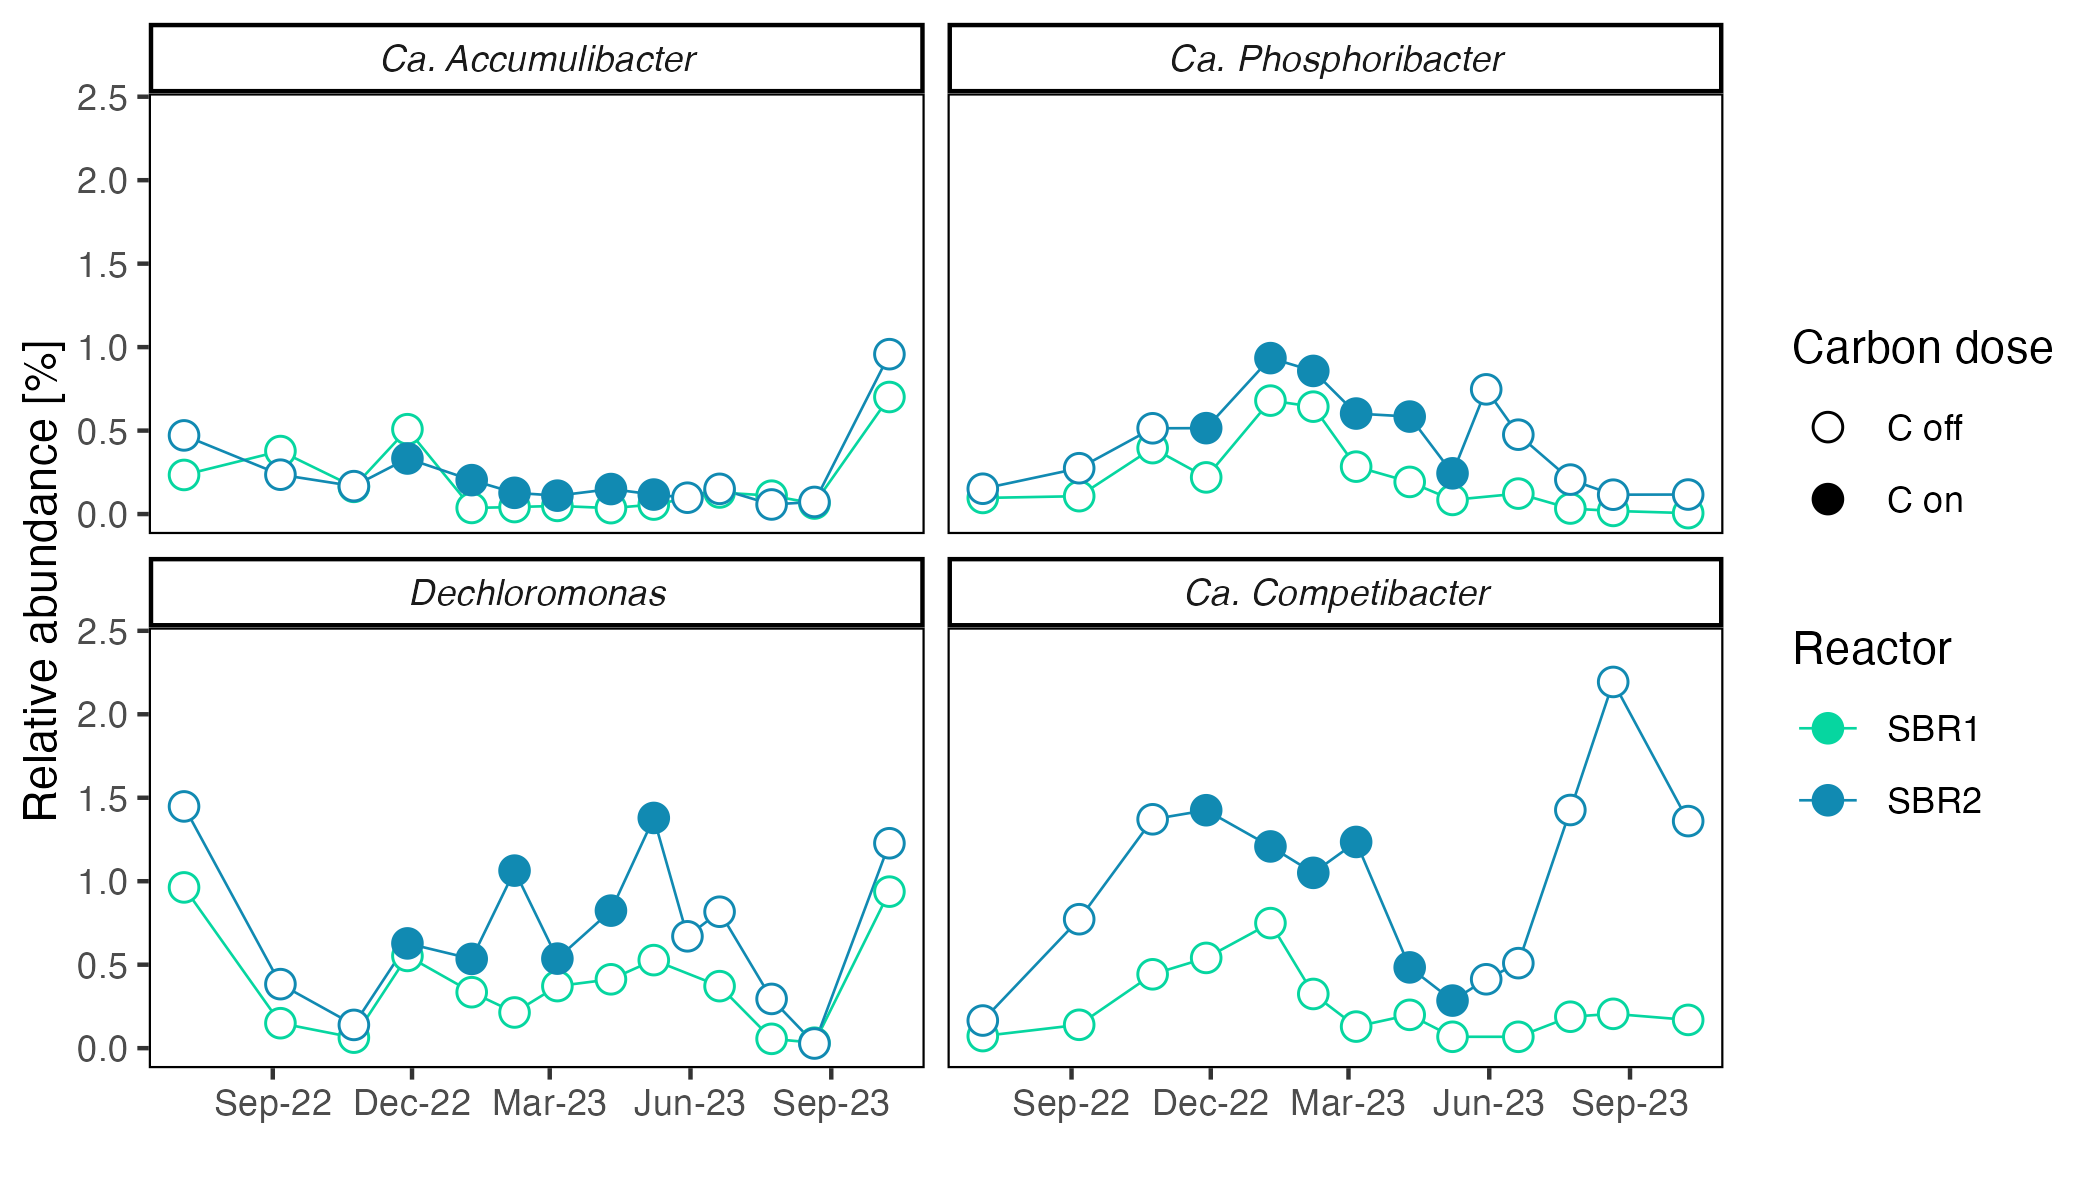 Ca. Accumulibacter
Ca. Phosphoribacter
2.5
2.0
1.5
1.0
0.5
0.0
Dechloromonas
Ca. Competibacter
2.5
2.0
1.5
1.0
0.5
0.0
Relative abundance [%]
Sep-22 Dec-22 Mar-23 Jun-23 Sep-23
Sep-22 Dec-22 Mar-23 Jun-23 Sep-23
Carbon dose
C off
C on
Reactor
SBR1
SBR2